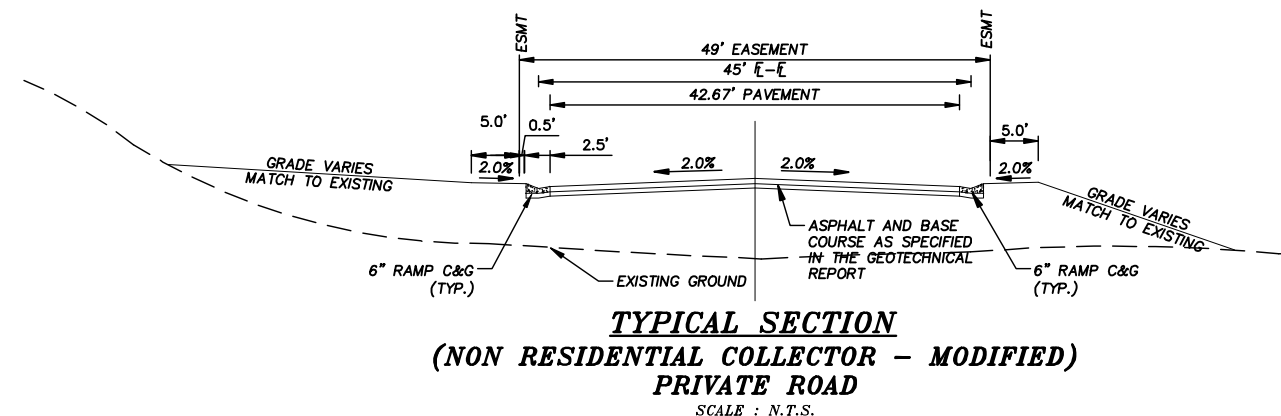 ESMT
ESMT
49' EASEMENT
45' FL-FL
42.67' PAVEMENT
5.0'
0.5'
2.5'
5.0'
2.0%
2.0%
2.0%
2.0%
GRADE VARIES
MATCH TO EXISTING
GRADE VARIES
MATCH TO EXISTING
ASPHALT AND BASE
COURSE AS SPECIFIED
IN THE GEOTECHNICAL
REPORT
6" RAMP C&G
(TYP.)
EXISTING GROUND
6" RAMP C&G
(TYP.)
TYPICAL SECTION
(NON RESIDENTIAL COLLECTOR - MODIFIED)
PRIVATE ROAD
SCALE : N.T.S.